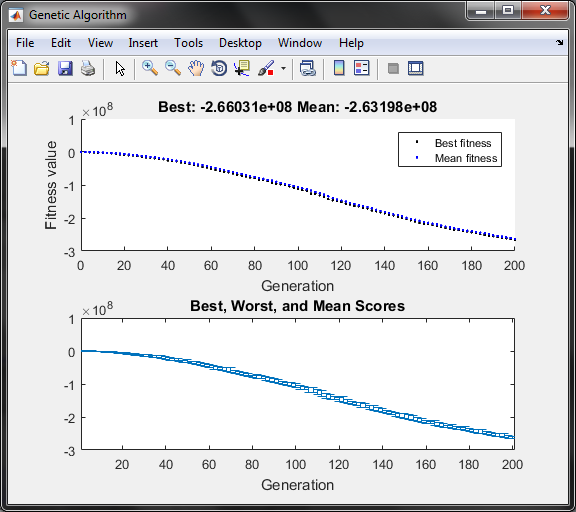 Genetic Algorithm
File Edit View Insert Tools Desktop Window Help
×10^8
Best: -2.66031e+08 Mean: -2.63198e+08
1
0
-1
-2
-3
Fitness value
Best fitness
Mean fitness
0 20 40 60 80 100 120 140 160 180 200
Generation
×10^8
Best, Worst, and Mean Scores
1
0
-1
-2
-3
20 40 60 80 100 120 140 160 180 200
Generation